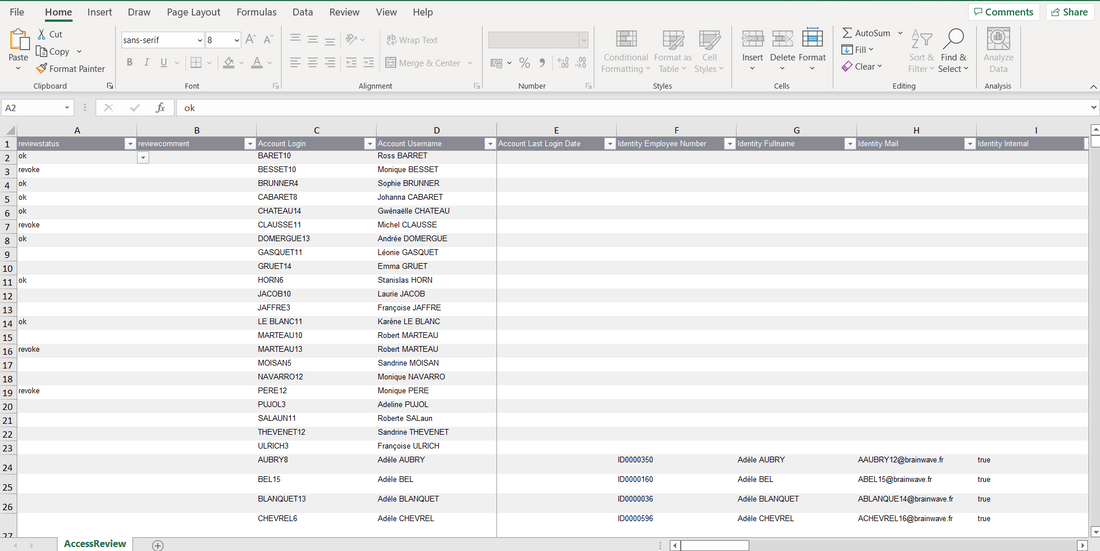 File Home Insert Draw Page Layout Formulas Data Review View Help Comments Share
Paste Cut Copy Format Painter sans-serif 8 B I U A Wrap Text Merge & Center % Conditional Formatting Format as Table Cell Styles Insert Delete Format AutoSum Fill Clear Sort & Filter Find & Select Analyze Data
Clipboard Font Alignment Number Styles Cells Editing Analysis
A2 fx ok
A B C D E F G H I
1 reviewstatus reviewcomment Account Login Account Username Account Last Login Date Identity Employee Number Identity Fullname Identity Mail Identity Internal
2 ok BARET10 Ross BARRET
3 revoke BESSET10 Monique BESSET
4 ok BRUNNER4 Sophie BRUNNER
5 ok CABARET8 Johanna CABARET
6 ok CHATEAU14 Gwénaëlle CHATEAU
7 revoke CLAUSSE11 Michel CLAUSSE
8 ok DOMERGUE13 Andrée DOMERGUE
9 GASQUET11 Léonie GASQUET
10 GRUET14 Emma GRUET
11 ok HORN6 Stanislas HORN
12 JACOB10 Laurie JACOB
13 JAFFRE3 Françoise JAFFRE
14 ok LE BLANC11 Karène LE BLANC
15 MARTEAU10 Robert MARTEAU
16 revoke MARTEAU13 Robert MARTEAU
17 MOISAN5 Sandrine MOISAN
18 NAVARRO12 Monique NAVARRO
19 revoke PERE12 Monique PERE
20 PUJOL3 Adeline PUJOL
21 SALAUN11 Roberte SALaun
22 THEVENET12 Sandrine THEVENET
23 ULRICH3 Françoise ULRICH
24 AUBRY8 Adèle AUBRY ID0000350 Adèle AUBRY AAUBRY12@brainwave.fr true
25 BEL15 Adèle BEL ID0000160 Adèle BEL ABEL15@brainwave.fr true
26 BLANQUET13 Adèle BLANQUET ID0000036 Adèle BLANQUET ABLANQUE14@brainwave.fr true
27 CHEVREL6 Adèle CHEVREL ID0000596 Adèle CHEVREL ACHEVREL16@brainwave.fr true
AccessReview